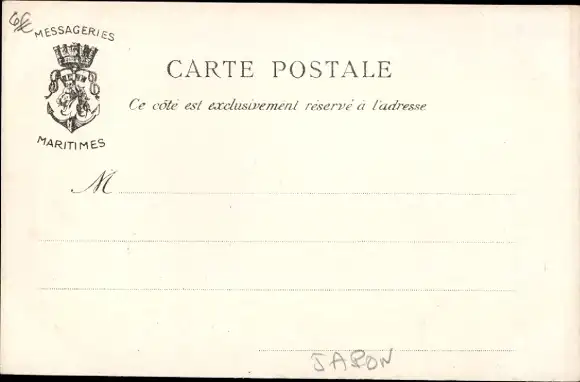 MESSAGERIES
MARITIMES
CARTE POSTALE
Ce côté est exclusivement réservé à l'adresse
M
JAPON